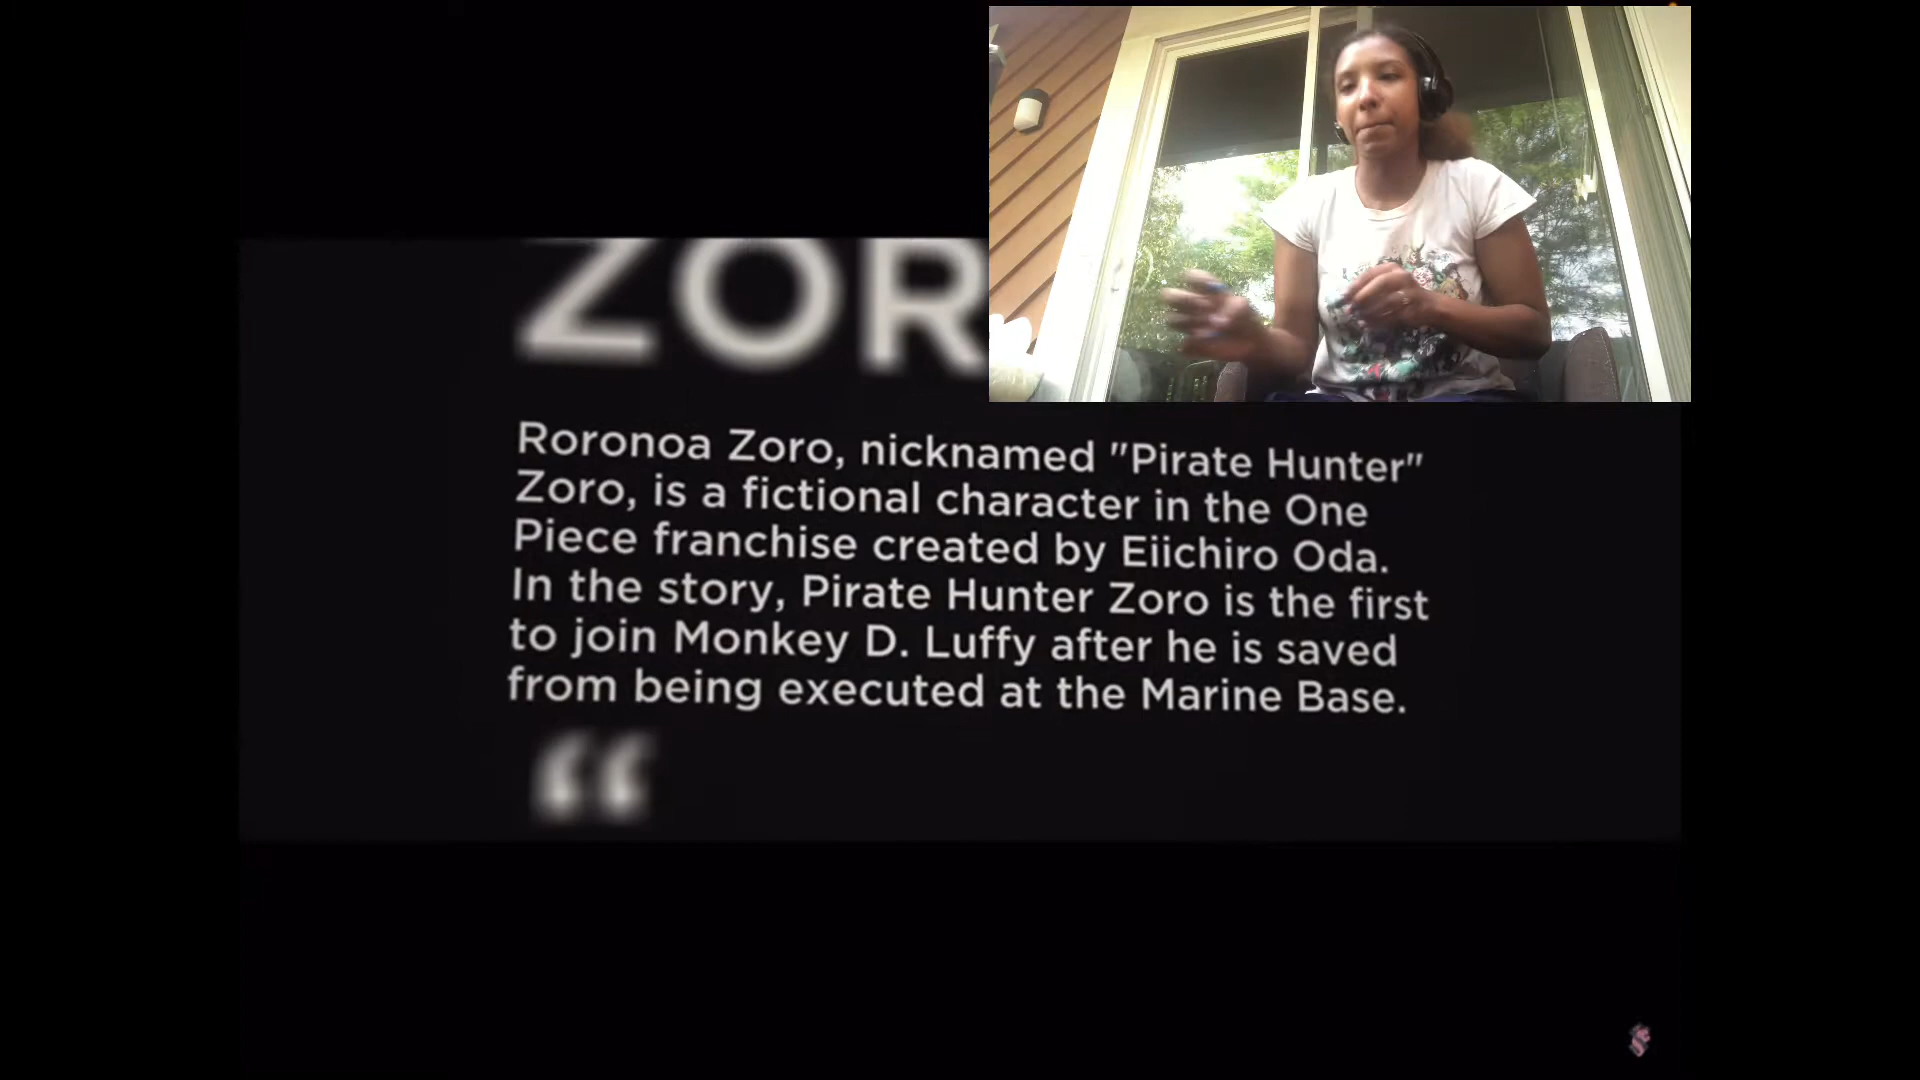 ZOR
Roronoa Zoro, nicknamed "Pirate Hunter"
Zoro, is a fictional character in the One
Piece franchise created by Eiichiro Oda.
In the story, Pirate Hunter Zoro is the first
to join Monkey D. Luffy after he is saved
from being executed at the Marine Base.
“